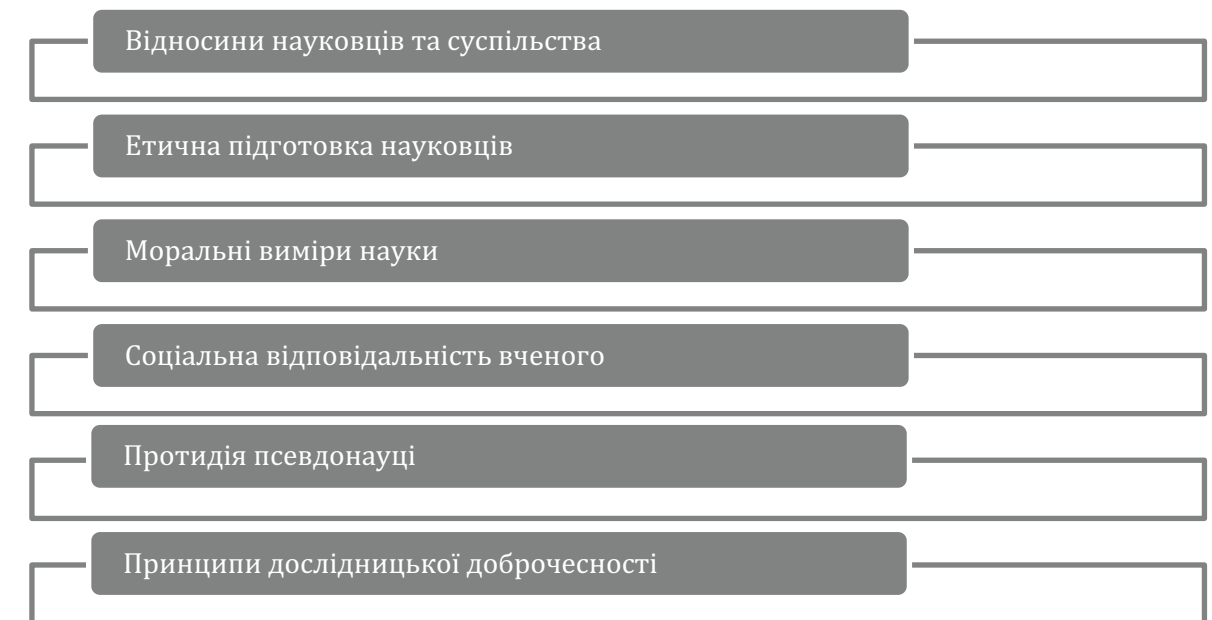 Відносини науковців та суспільства
Етична підготовка науковців
Моральні виміри науки
Соціальна відповідальність вченого
Протидія псевдонауці
Принципи дослідницької доброчесності